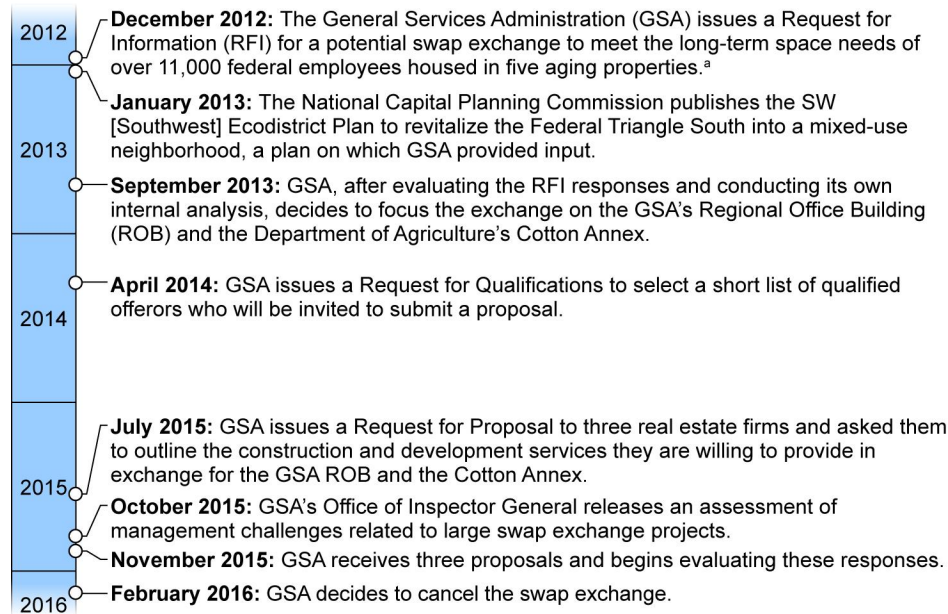 2012
December 2012: The General Services Administration (GSA) issues a Request for
Information (RFI) for a potential swap exchange to meet the long-term space needs of
over 11,000 federal employees housed in five aging properties.ᵃ
2013
January 2013: The National Capital Planning Commission publishes the SW
[Southwest] Ecodistrict Plan to revitalize the Federal Triangle South into a mixed-use
neighborhood, a plan on which GSA provided input.
September 2013: GSA, after evaluating the RFI responses and conducting its own
internal analysis, decides to focus the exchange on the GSA's Regional Office Building
(ROB) and the Department of Agriculture's Cotton Annex.
2014
April 2014: GSA issues a Request for Qualifications to select a short list of qualified
offerors who will be invited to submit a proposal.
2015
July 2015: GSA issues a Request for Proposal to three real estate firms and asked them
to outline the construction and development services they are willing to provide in
exchange for the GSA ROB and the Cotton Annex.
October 2015: GSA's Office of Inspector General releases an assessment of
management challenges related to large swap exchange projects.
November 2015: GSA receives three proposals and begins evaluating these responses.
2016
February 2016: GSA decides to cancel the swap exchange.